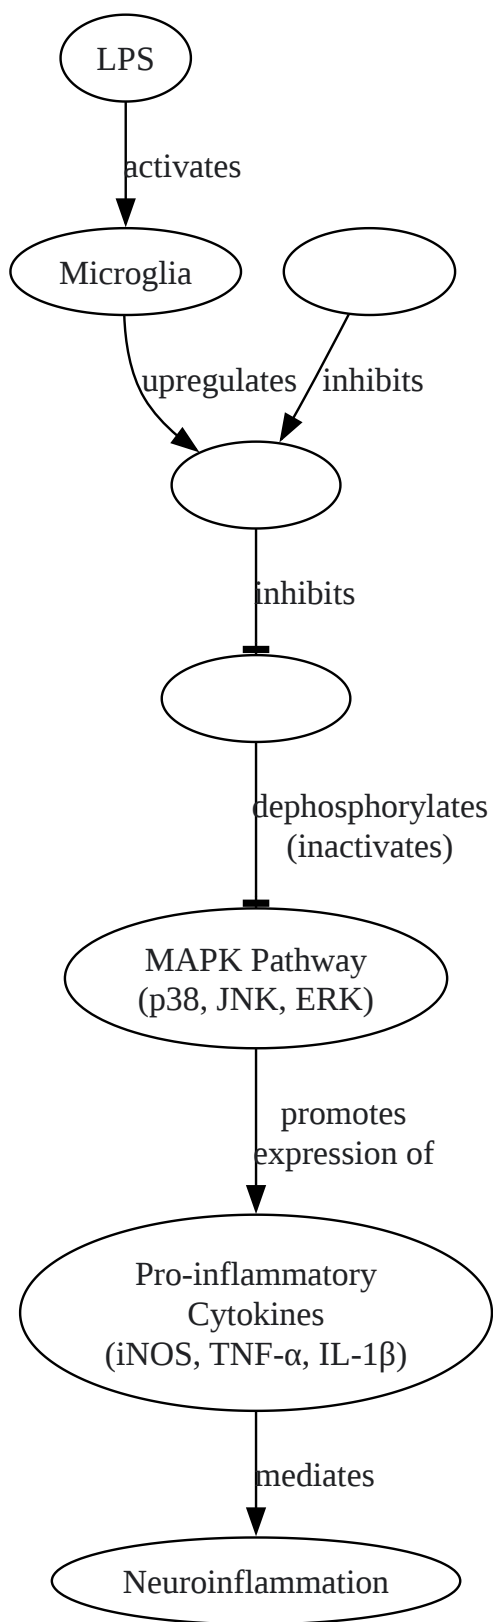 LPS
activates
Microglia
upregulates
inhibits
inhibits
dephosphorylates
(inactivates)
MAPK Pathway
(p38, JNK, ERK)
promotes
expression of
Pro-inflammatory
Cytokines
(iNOS, TNF-α, IL-1β)
mediates
Neuroinflammation